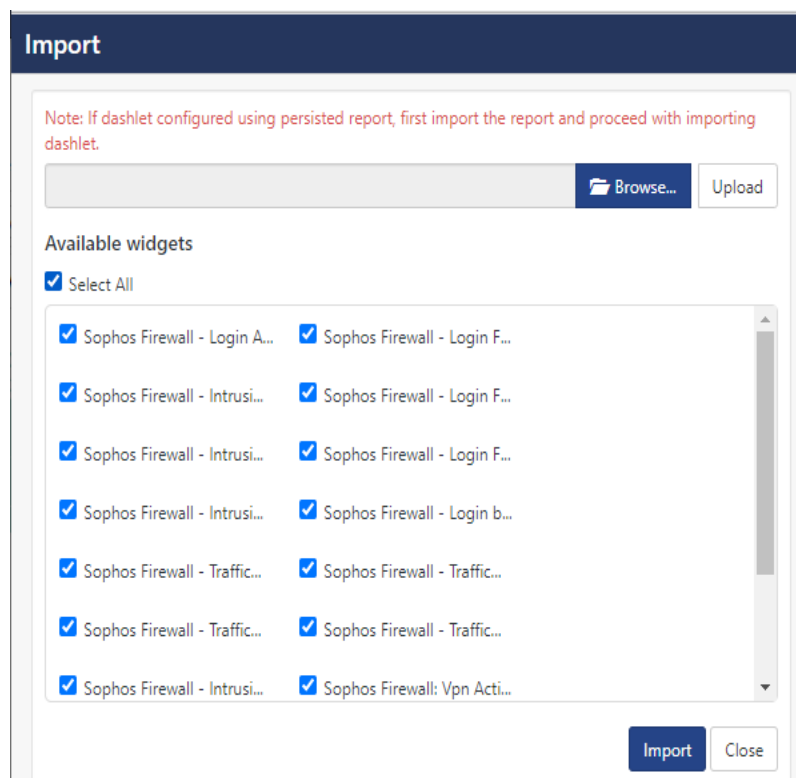 Import
Note: If dashlet configured using persisted report, first import the report and proceed with importing
dashlet.
Browse... Upload
Available widgets
Select All
Sophos Firewall - Login A... Sophos Firewall - Login F...
Sophos Firewall - Intrusi... Sophos Firewall - Login F...
Sophos Firewall - Intrusi... Sophos Firewall - Login F...
Sophos Firewall - Intrusi... Sophos Firewall - Login b...
Sophos Firewall - Traffic... Sophos Firewall - Traffic...
Sophos Firewall - Traffic... Sophos Firewall - Traffic...
Sophos Firewall - Intrusi... Sophos Firewall: Vpn Acti...
Import Close